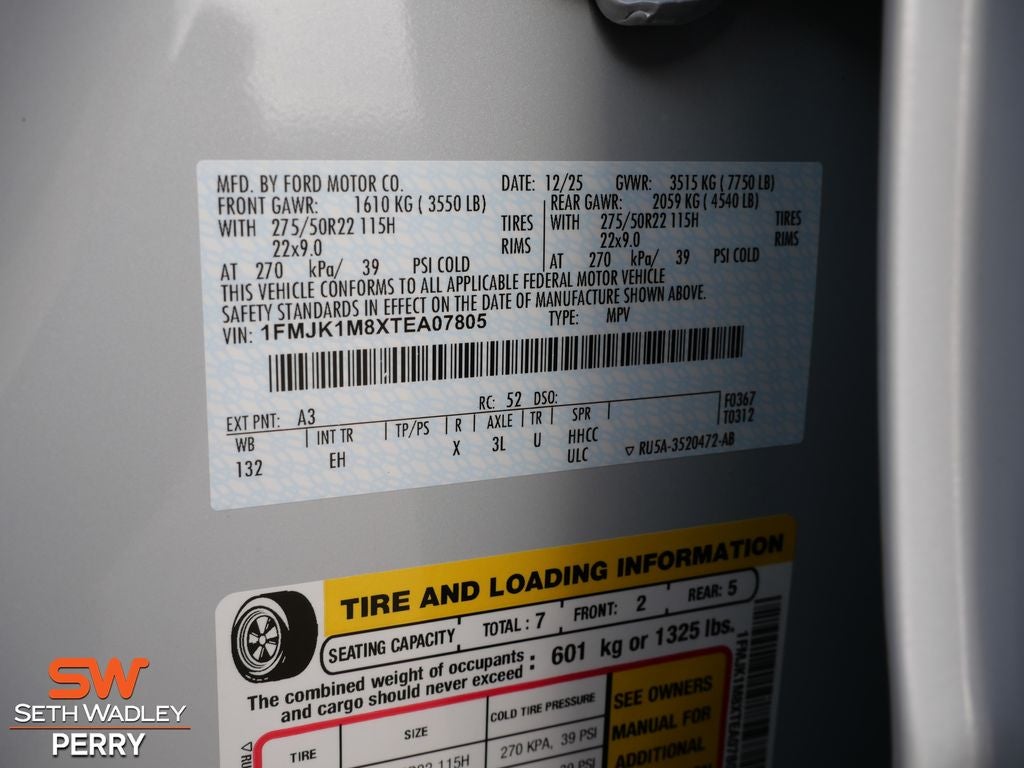 MFD. BY FORD MOTOR CO. DATE: 12/25 GVWR: 3515 KG ( 7750 LB)
FRONT GAWR: 1610 KG ( 3550 LB) REAR GAWR: 2059 KG ( 4540 LB)
WITH 275/50R22 115H TIRES WITH 275/50R22 115H TIRES
22x9.0 RIMS 22x9.0 RIMS
AT 270 kPa/ 39 PSI COLD AT 270 kPa/ 39 PSI COLD
THIS VEHICLE CONFORMS TO ALL APPLICABLE FEDERAL MOTOR VEHICLE
SAFETY STANDARDS IN EFFECT ON THE DATE OF MANUFACTURE SHOWN ABOVE.
VIN: 1FMJK1M8XTEA07805 TYPE: MPV
EXT PNT: A3 RC: 52 DSO: F0367
WB INT TR TP/PS R AXLE TR SPR T0312
132 EH X 3L U HHCC
ULC ▽ RU5A-3520472-AB
TIRE AND LOADING INFORMATION
SEATING CAPACITY TOTAL : 7 FRONT: 2 REAR: 5
The combined weight of occupants
and cargo should never exceed : 601 kg or 1325 lbs.
TIRE SIZE COLD TIRE PRESSURE SEE OWNERS
MANUAL FOR
115H 270 KPA, 39 PSI ADDITIONAL
SW
SETH WADLEY
PERRY